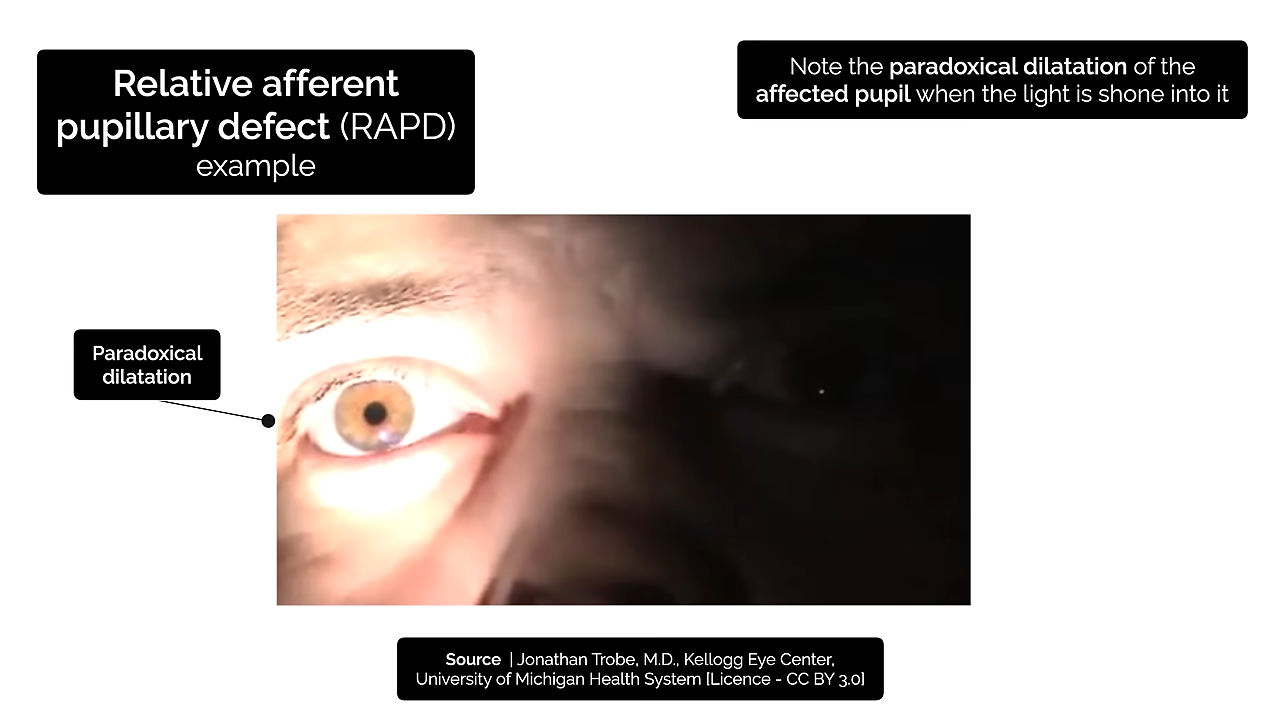 Relative afferent
pupillary defect (RAPD)
example
Note the paradoxical dilatation of the
affected pupil when the light is shone into it
Paradoxical
dilatation
Source | Jonathan Trobe, M.D., Kellogg Eye Center,
University of Michigan Health System [Licence - CC BY 3.0]